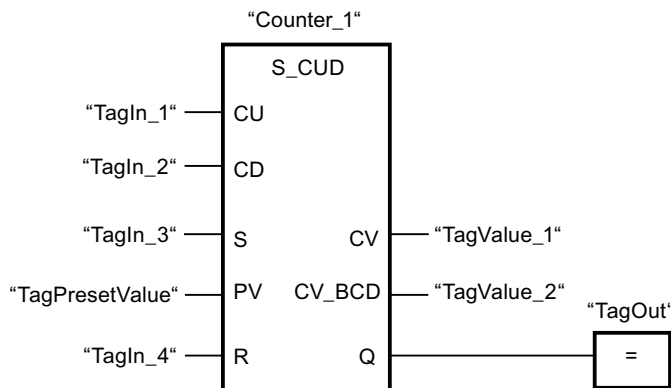 “Counter_1“
S_CUD
“TagIn_1“ CU
“TagIn_2“ CD
“TagIn_3“ S CV “TagValue_1“
“TagPresetValue“ PV CV_BCD “TagValue_2“
“TagOut“
“TagIn_4“ R Q =